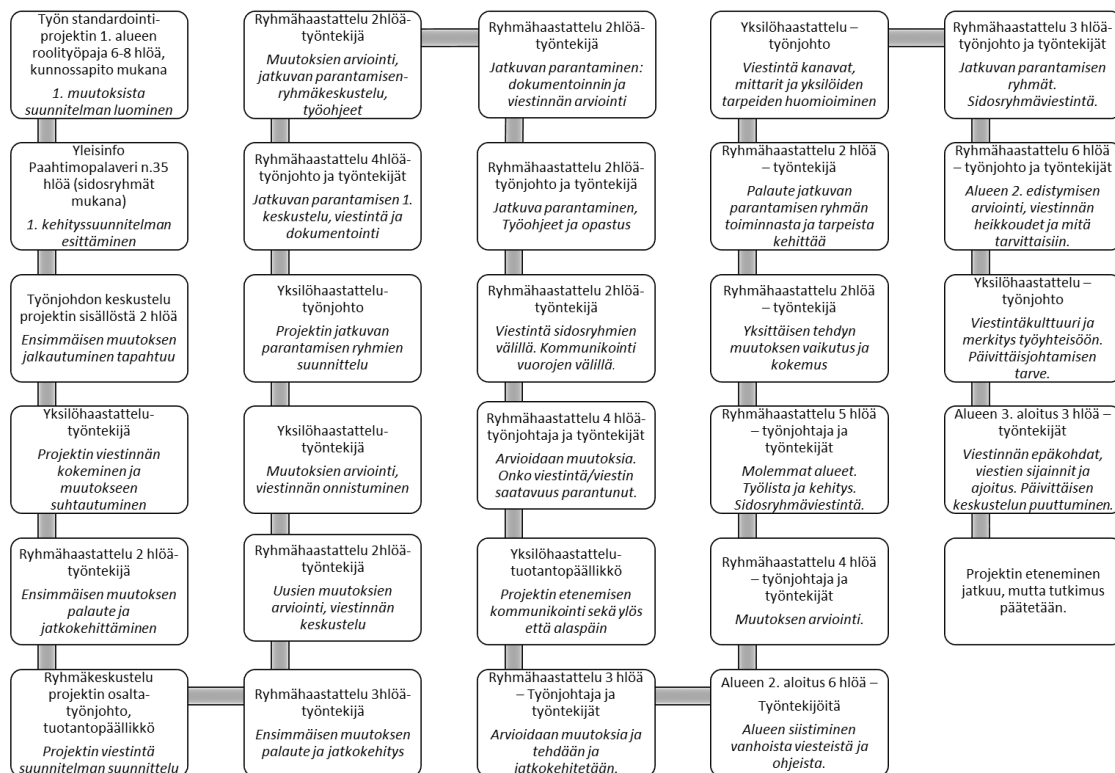 Työn standardointi-
projektin 1. alueen
roolityöpaja 6-8 hlöä,
kunnossapito mukana
1. muutoksista
suunnitelman luominen
Yleisinfo
Paahtimopalaveri n.35
hlöä (sidosryhmät
mukana)
1. kehityssuunnitelman
esittäminen
Työnjohdon keskustelu
projektin sisällöstä 2 hlöä
Ensimmäisen muutoksen
jalkautuminen tapahtuu
Yksilöhaastattelu-
työntekijä
Projektin viestinnän
kokeminen ja
muutokseen
suhtautuminen
Ryhmähaastattelu 2 hlöä-
työntekijä
Ensimmäisen muutoksen
palaute ja
jatkokehittäminen
Ryhmäkeskustelu
projektin osalta-
työnjohto,
tuotantopäällikkö
Projektin viestintä
suunnitelman suunnittelu
Ryhmähaastattelu 3hlöä-
työntekijä
Ensimmäisen muutoksen
palaute ja jatkokehitys
Ryhmähaastattelu 2hlöä-
työntekijä
Uusien muutoksien
arviointi, viestinnän
keskustelu
Yksilöhaastattelu-
työntekijä
Muutoksien arviointi,
viestinnän onnistuminen
Yksilöhaastattelu-
työnjohto
Projektin jatkuvan
parantamisen ryhmien
suunnittelu
Ryhmähaastattelu 4hlöä-
työnjohto ja työntekijät
Jatkuvan parantamisen 1.
keskustelu, viestintä ja
dokumentointi
Ryhmähaastattelu 2hlöä-
työntekijä
Muutoksien arviointi,
jatkuvan parantamisen-
ryhmäkeskustelu,
työohjeet
Ryhmähaastattelu 2hlöä-
työntekijä
Jatkuvan parantaminen:
dokumentoinnin ja
viestinnän arviointi
Ryhmähaastattelu 2hlöä-
työnjohto ja työntekijä
Jatkuva parantaminen,
Työohjeet ja opastus
Ryhmähaastattelu 2hlöä-
työntekijä
Viestintä sidosryhmien
välillä. Kommunikointi
vuorojen välillä.
Ryhmähaastattelu 4 hlöä-
työnjohtaja ja työntekijät
Arvioidaan muutoksia.
Onko viestintä/viestin
saatavuus parantunut.
Yksilöhaastattelu-
tuotantopäällikkö
Projektin etenemisen
kommunikointi sekä ylös
että alaspäin
Ryhmähaastattelu 3 hlöä
– Työnjohtaja ja
työntekijät
Arvioidaan muutoksia ja
tehdään ja
jatkokehitetään.
Alueen 2. aloitus 6 hlöä –
Työntekijöitä
Alueen siistiminen
vanhoista viesteistä ja
ohjeista.
Ryhmähaastattelu 4 hlöä
– työnjohtaja ja
työntekijät
Muutoksen arviointi.
Ryhmähaastattelu 5 hlöä
– työnjohtaja ja
työntekijät
Molemmat alueet.
Työlista ja kehitys.
Sidosryhmäviestintä.
Ryhmähaastattelu 2hlöä
– työntekijä
Yksittäisen tehdyn
muutoksen vaikutus ja
kokemus
Ryhmähaastattelu 2 hlöä
– työntekijä
Palaute jatkuvan
parantamisen ryhmän
toiminnasta ja tarpeista
kehittää
Yksilöhaastattelu –
työnjohto
Viestintä kanavat,
mittarit ja yksilöiden
tarpeiden huomioiminen
Ryhmähaastattelu 3 hlöä-
työnjohto ja työntekijät
Jatkuvan parantamisen
ryhmät.
Sidosryhmäviestintä.
Ryhmähaastattelu 6 hlöä
– työnjohto ja työntekijät
Alueen 2. edistymisen
arviointi, viestinnän
heikkoudet ja mitä
tarvittaisiin.
Yksilöhaastattelu –
työnjohto
Viestintäkulttuuri ja
merkitys työyhteisöön.
Päivittäisjohtamisen
tarve.
Alueen 3. aloitus 3 hlöä –
työntekijät
Viestinnän epäkohdat,
viestien sijainnit ja
ajoitus. Päivittäisen
keskustelun puuttuminen.
Projektin eteneminen
jatkuu, mutta tutkimus
päätetään.